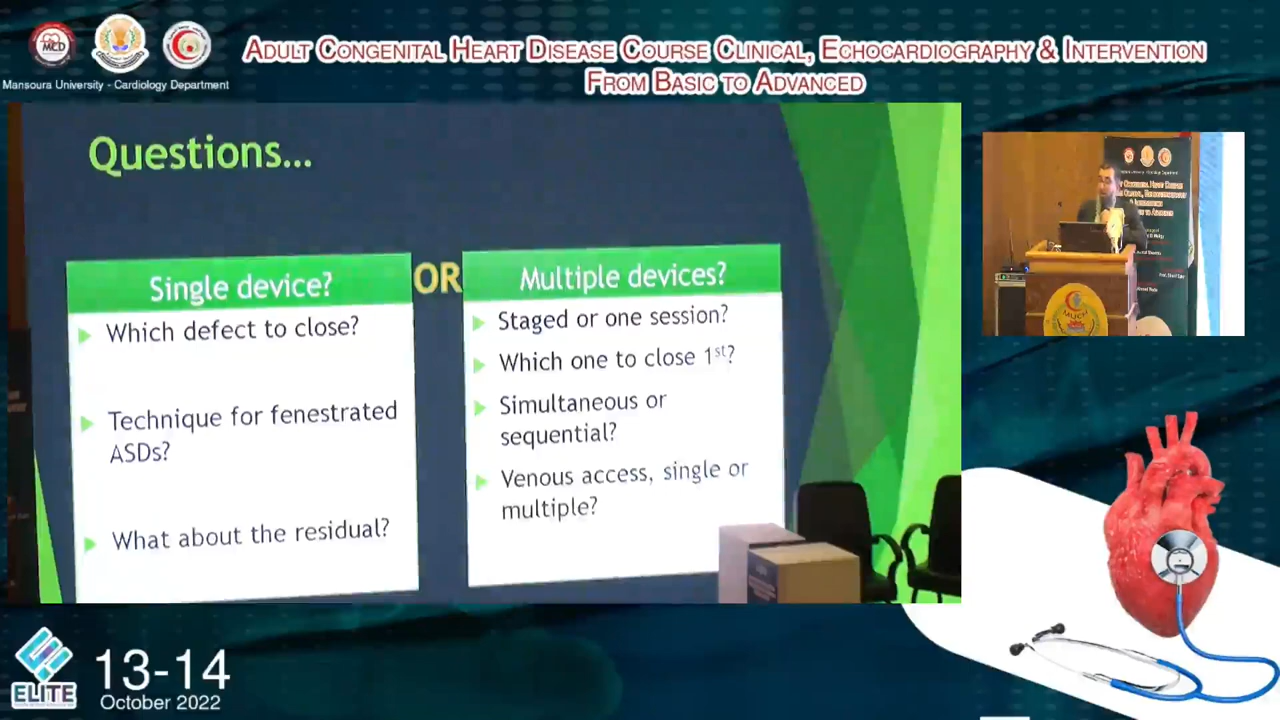 MCD
Mansoura University - Cardiology Department
ADULT CONGENITAL HEART DISEASE COURSE CLINICAL, ECHOCARDIOGRAPHY & INTERVENTION
FROM BASIC TO ADVANCED
Questions...
Single device?
Which defect to close?
Technique for fenestrated
ASDs?
What about the residual?
OR
Multiple devices?
Staged or one session?
Which one to close 1st?
Simultaneous or
sequential?
Venous access, single or
multiple?
MUCH
ELITE
13-14
October 2022